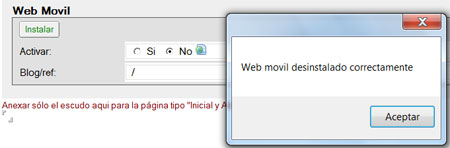 Web Movil
Instalar
Activar: Si No
Blog/ref: /
Anexar sólo el escudo aqui para la página tipo "Inicial y
Web movil desinstalado correctamente
Aceptar